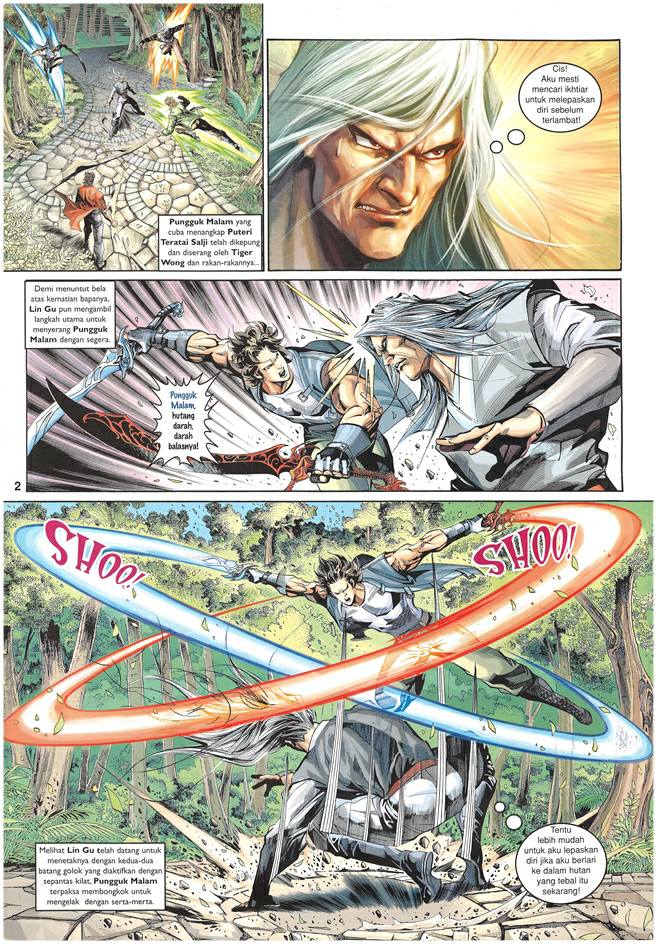 Pungguk Malam yang
cuba menangkap Puteri
Teratai Salji telah dikepung
dan diserang oleh Tiger
Wong dan rakan-rakannya...
Cis!
Aku mesti
mencari ikhtiar
untuk melepaskan
diri sebelum
terlambat!
Demi menuntut bela
atas kematian bapanya,
Lin Gu pun mengambil
langkah utama untuk
menyerang Pungguk
Malam dengan segera.
Pungguk
Malam,
hutang
darah,
darah
balasnya!
2
SHOO!
SHOO!
Melihat Lin Gu telah datang untuk
menetaknya dengan kedua-dua
batang golok yang diaktifkan dengan
sepantas kilat, Pungguk Malam
terpaksa membongkok untuk
mengelak dengan serta-merta.
Tentu
lebih mudah
untuk aku lepaskan
diri jika aku berlari
ke dalam hutan
yang tebal itu
sekarang!